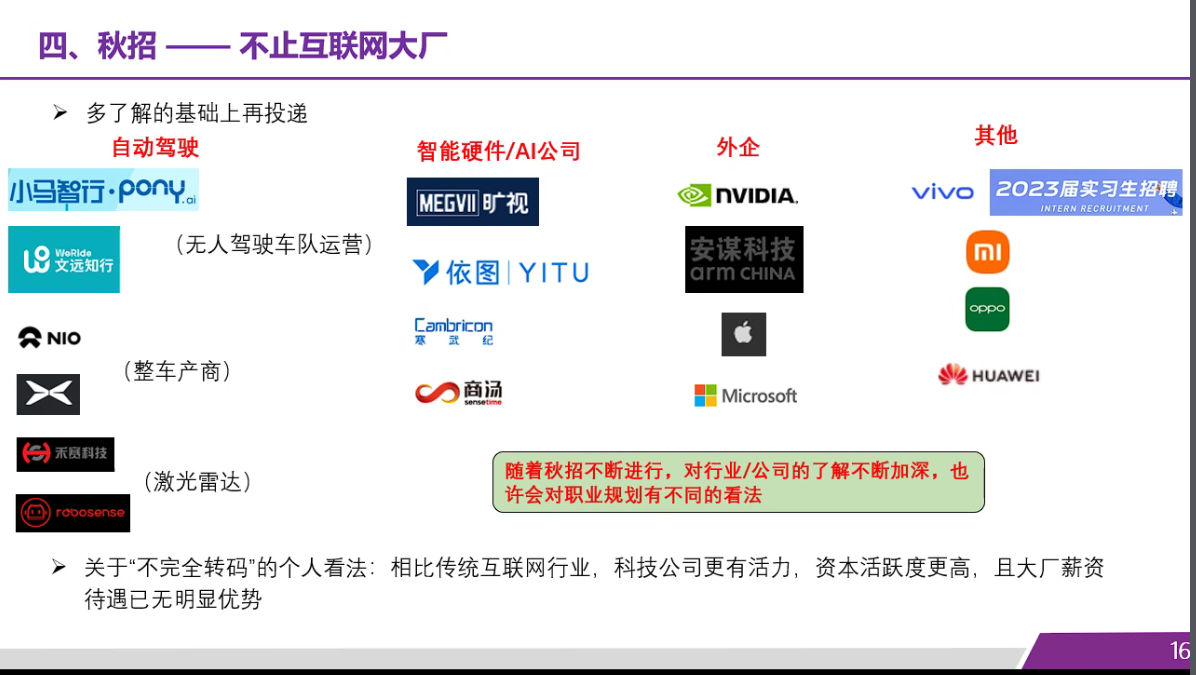 四、秋招 —— 不止互联网大厂
➢ 多了解的基础上再投递
自动驾驶
小马智行·pony.ai
WeRide
文远知行
(无人驾驶车队运营)
NIO
(整车产商)
禾赛科技
(激光雷达)
robosense
智能硬件/AI公司
MEGVII 旷视
依图 | YITU
Cambricon
寒武纪
商汤
sensetime
外企
NVIDIA.
安谋科技
arm CHINA
Microsoft
其他
vivo
2023届实习生招聘
INTERN RECRUITMENT
mi
oppo
HUAWEI
随着秋招不断进行，对行业/公司的了解不断加深，也
许会对职业规划有不同的看法
➢ 关于“不完全转码”的个人看法：相比传统互联网行业，科技公司更有活力，资本活跃度更高，且大厂薪资
待遇已无明显优势
16